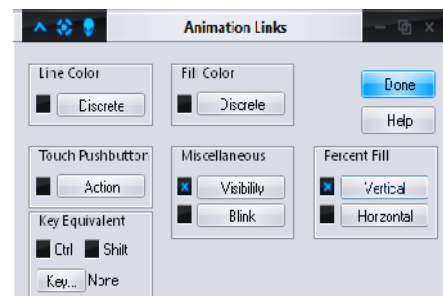 Animation Links
Line Color
Fill Color
Discrete
Discrete
Done
Help
Touch Pushbutton
Miscellaneous
Percent Fill
Action
Visibility
Vertical
Blink
Horizontal
Key Equivalent
Ctrl
Shift
Key...
None